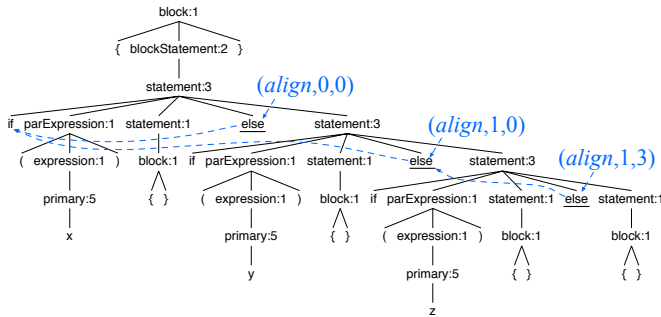 block:1
{ blockStatement:2 }
statement:3
(align,0,0)
if parExpression:1 statement:1 else statement:3
(align,1,0)
( expression:1 ) block:1 if parExpression:1 statement:1 else statement:3
(align,1,3)
primary:5 { } ( expression:1 ) block:1 if parExpression:1 statement:1 else statement:1
x primary:5 { } ( expression:1 ) block:1 block:1
y primary:5 { } { }
z